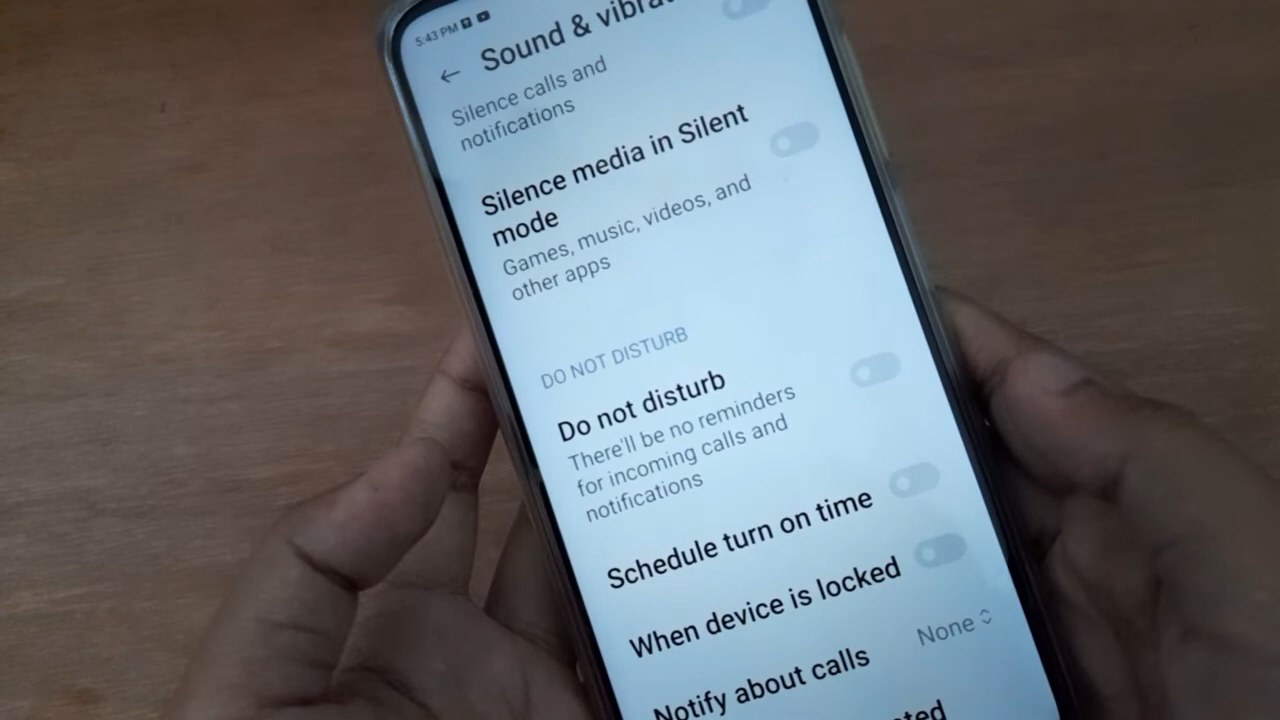 5:43 PM
Sound & vibrat
Silence calls and
notifications
Silence media in Silent
mode
Games, music, videos, and
other apps
DO NOT DISTURB
Do not disturb
There'll be no reminders
for incoming calls and
notifications
Schedule turn on time
When device is locked
Notify about calls
None
ted